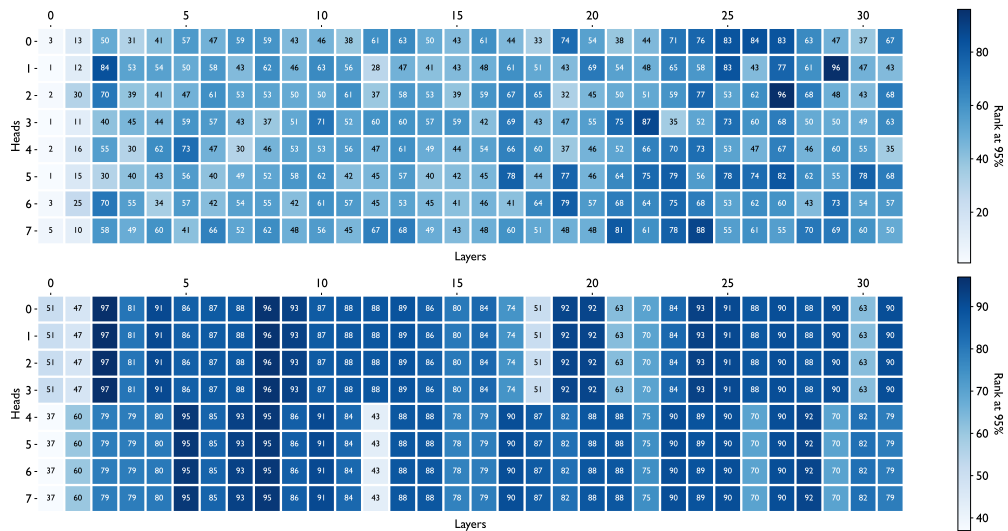 0 5 10 15 20 25 30
0 3 13 50 31 41 57 47 59 59 43 46 38 61 63 50 43 61 44 33 74 54 38 44 71 76 83 84 83 63 47 37 67
1 1 12 84 53 54 50 58 43 62 46 63 56 28 47 41 43 48 61 51 43 69 54 48 65 58 83 43 77 61 96 47 43
2 2 30 70 39 41 47 61 53 53 50 50 61 37 58 53 39 59 67 65 32 45 50 51 59 77 53 62 96 68 48 43 68
3 1 11 40 45 44 59 57 43 37 51 71 52 60 60 57 59 42 69 43 47 55 75 87 35 52 73 60 68 50 50 49 63
4 2 16 55 30 62 73 47 30 46 53 53 56 47 61 49 44 54 66 60 37 46 52 66 70 73 53 47 67 46 60 55 35
5 1 15 30 40 43 56 40 49 52 58 62 42 45 57 40 42 45 78 44 77 46 64 75 79 56 78 74 82 62 55 78 68
6 3 25 70 55 34 57 42 54 55 42 61 57 45 53 45 41 46 41 64 79 57 68 64 75 68 53 62 60 43 73 54 57
7 5 10 58 49 60 41 66 52 62 48 56 45 67 68 49 43 48 60 51 48 48 81 61 78 88 55 61 55 70 69 60 50
Heads
Layers
80
60
40
20
Rank at 95%
0 5 10 15 20 25 30
0 51 47 97 81 91 86 87 88 96 93 87 88 88 89 86 80 84 74 51 92 92 63 70 84 93 91 88 90 88 90 63 90
1 51 47 97 81 91 86 87 88 96 93 87 88 88 89 86 80 84 74 51 92 92 63 70 84 93 91 88 90 88 90 63 90
2 51 47 97 81 91 86 87 88 96 93 87 88 88 89 86 80 84 74 51 92 92 63 70 84 93 91 88 90 88 90 63 90
3 51 47 97 81 91 86 87 88 96 93 87 88 88 89 86 80 84 74 51 92 92 63 70 84 93 91 88 90 88 90 63 90
4 37 60 79 79 80 95 85 93 95 86 91 84 43 88 88 78 79 90 87 82 88 88 75 90 89 90 70 90 92 70 82 79
5 37 60 79 79 80 95 85 93 95 86 91 84 43 88 88 78 79 90 87 82 88 88 75 90 89 90 70 90 92 70 82 79
6 37 60 79 79 80 95 85 93 95 86 91 84 43 88 88 78 79 90 87 82 88 88 75 90 89 90 70 90 92 70 82 79
7 37 60 79 79 80 95 85 93 95 86 91 84 43 88 88 78 79 90 87 82 88 88 75 90 89 90 70 90 92 70 82 79
Heads
Layers
90
80
70
60
50
40
Rank at 95%